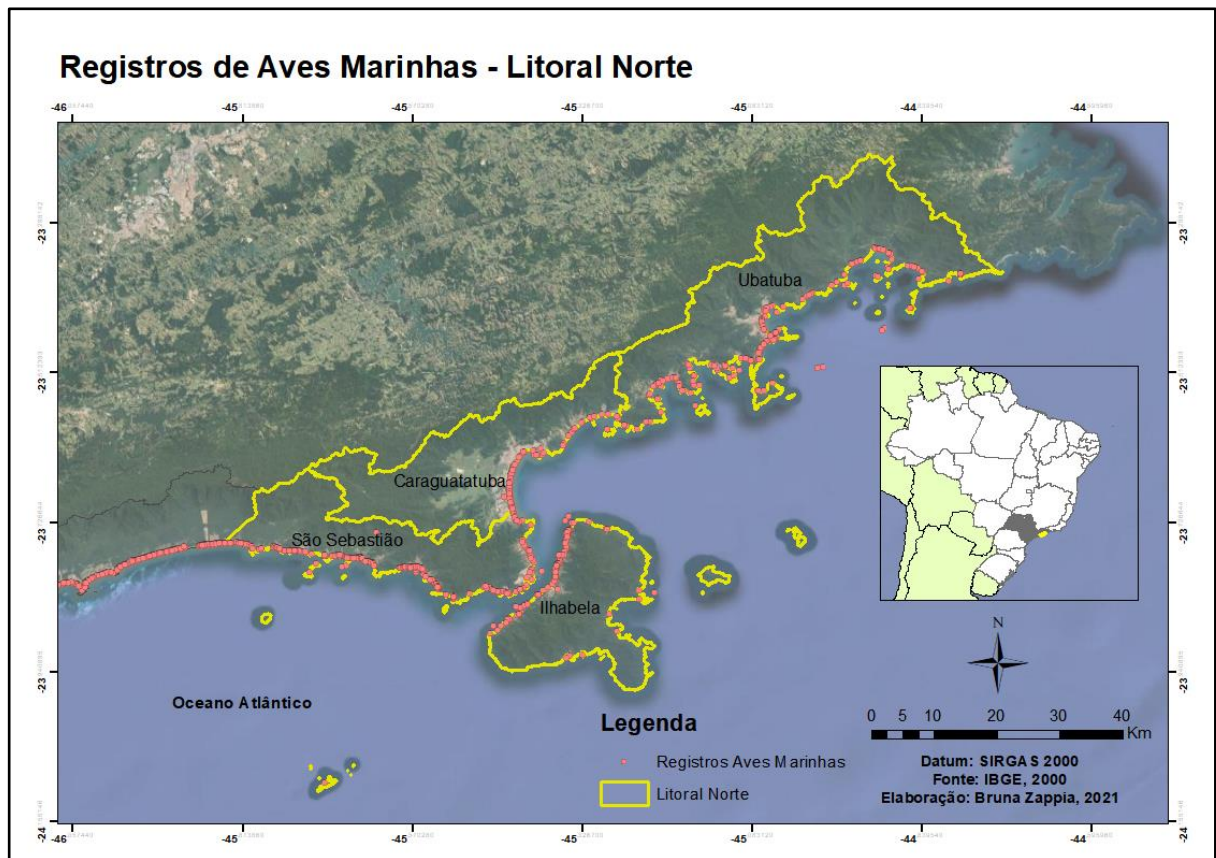 Registros de Aves Marinhas - Litoral Norte
-46 -45 -45 -45 -45 -44 -44
-23 -23
Ubatuba
-23 -23
Caraguatatuba
-23 -23
São Sebastião
Ilhabela
N
-23 -23
Oceano Atlântico
Legenda
0 5 10 20 30 40
Km
Registros Aves Marinhas
Litoral Norte
Datum: SIRGAS 2000
Fonte: IBGE, 2000
Elaboração: Bruna Zappia, 2021
-24 -24
-46 -45 -45 -45 -45 -44 -44